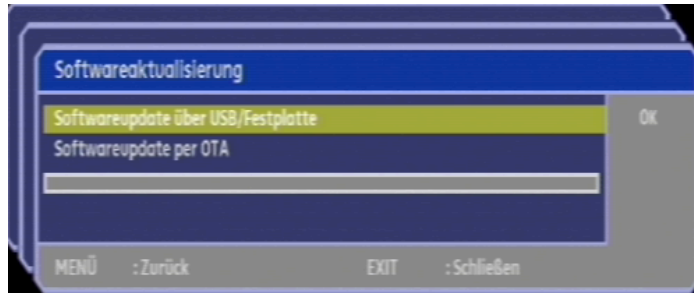 Softwareaktualisierung
Softwareupdate über USB/Festplatte OK
Softwareupdate per OTA
MENÜ : Zurück EXIT : Schließen